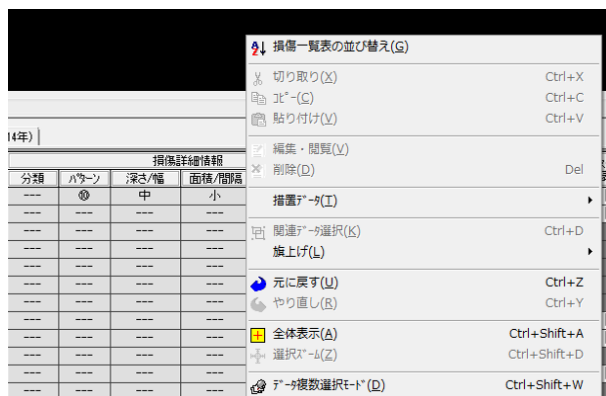 損傷一覧表の並び替え(G)
切り取り(X) Ctrl+X
ｺﾋﾟｰ(C) Ctrl+C
貼り付け(V) Ctrl+V
編集・閲覧(V)
削除(D) Del
措置ﾃﾞｰﾀ(T)
関連ﾃﾞｰﾀ選択(K) Ctrl+D
旗上げ(L)
元に戻す(U) Ctrl+Z
やり直し(R) Ctrl+Y
全体表示(A) Ctrl+Shift+A
選択ｽﾞｰﾑ(Z) Ctrl+Shift+D
ﾃﾞｰﾀ複数選択ﾓｰﾄﾞ(D) Ctrl+Shift+W
14年)
損傷詳細情報
分類 ﾊﾟﾀｰﾝ 深さ/幅 面積/間隔
--- ⑩ 中 小
--- --- --- ---
--- --- --- ---
--- --- --- ---
--- --- --- ---
--- --- --- ---
--- --- --- ---
--- --- --- ---
--- --- --- ---
--- --- --- ---
--- --- --- ---
--- --- --- ---